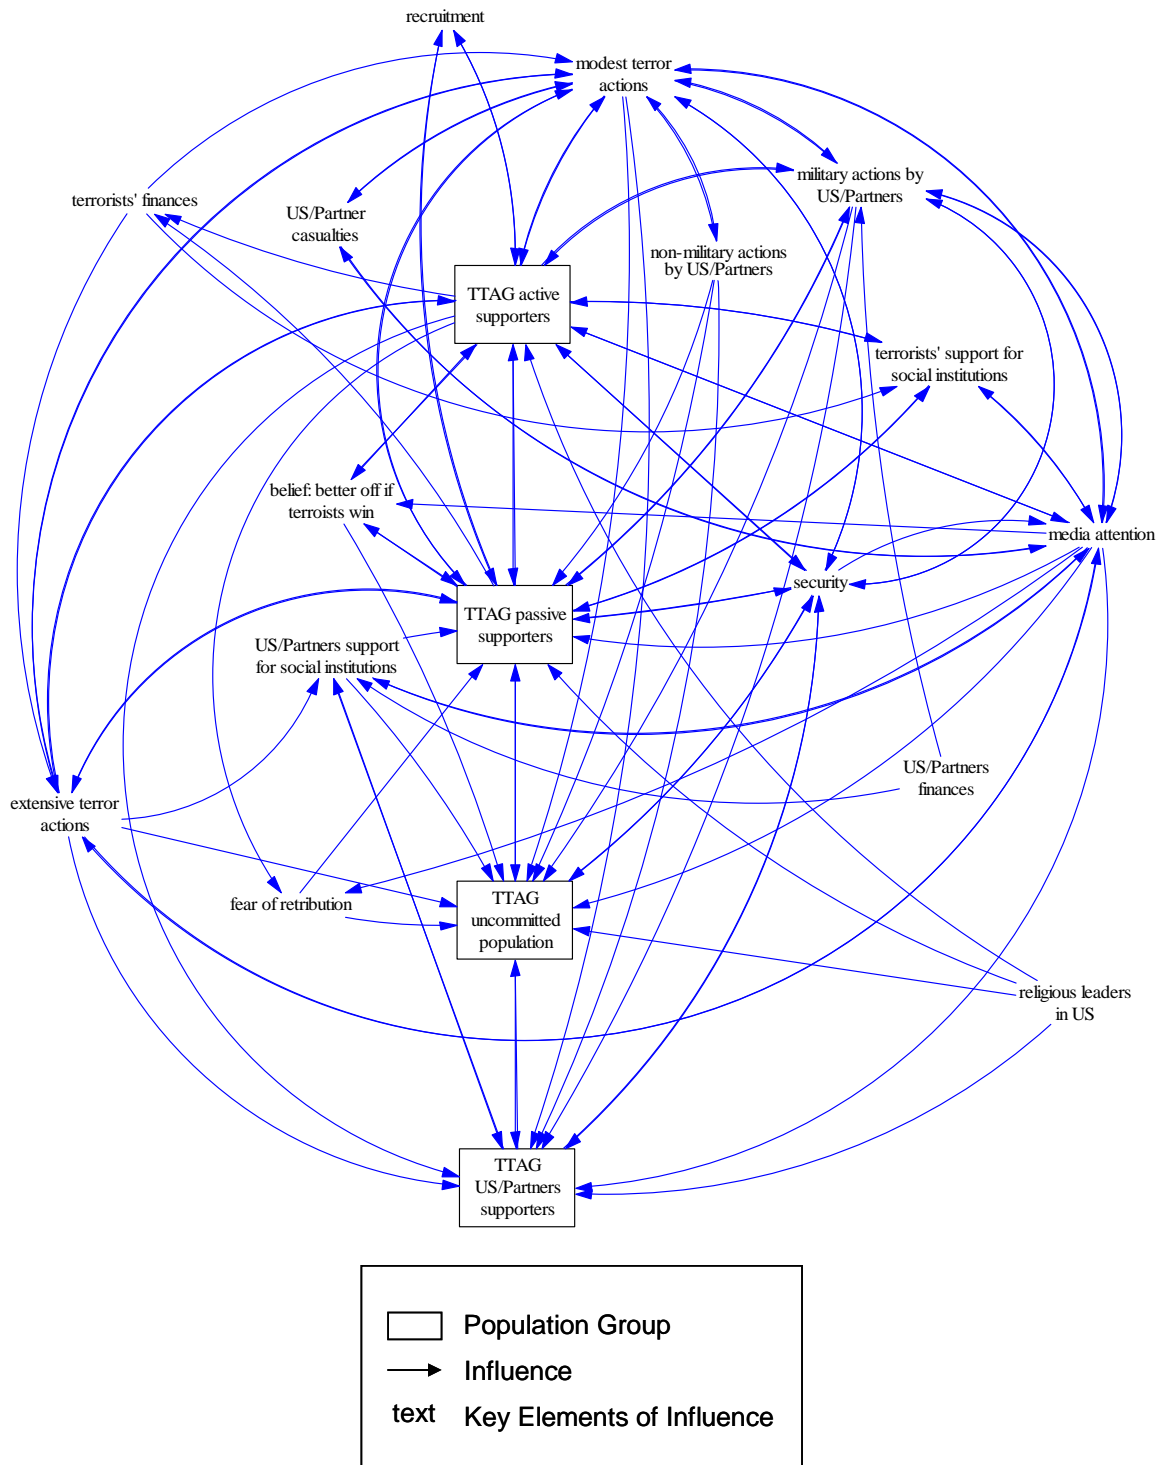 recruitment
modest terror
actions
military actions by
US/Partners
terrorists' finances
US/Partner
casualties
non-military actions
by US/Partners
TTAG active
supporters
terrorists' support for
social institutions
belief: better off if
terroists win
media attention
security
TTAG passive
supporters
US/Partners support
for social institutions
US/Partners
finances
extensive terror
actions
fear of retribution
TTAG
uncommitted
population
religious leaders
in US
TTAG
US/Partners
supporters
Population Group
Influence
text Key Elements of Influence